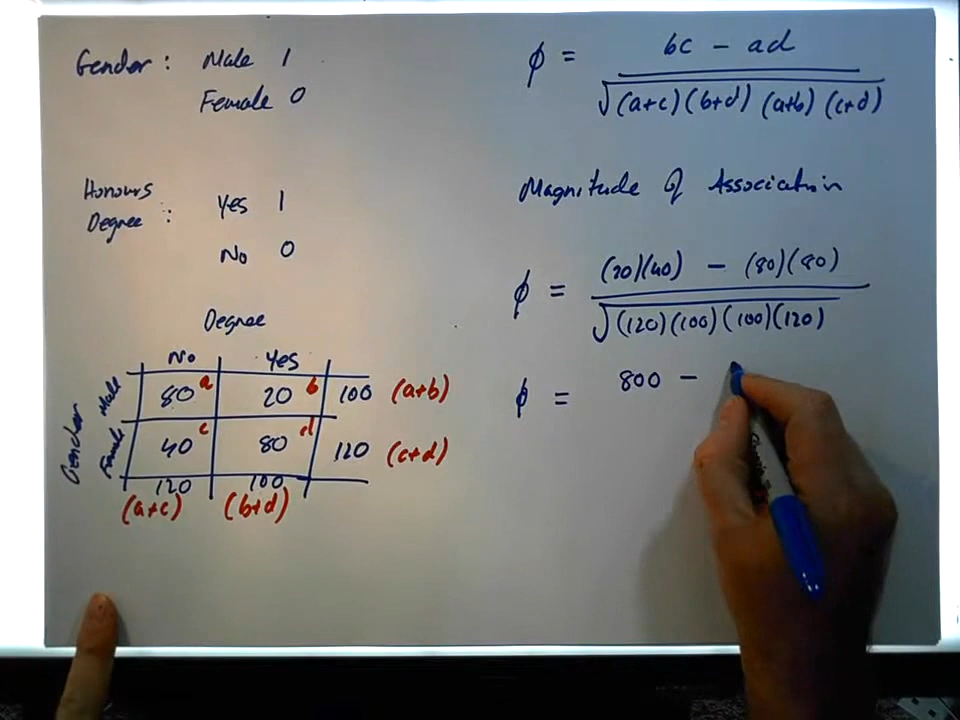 Gender : Male 1
Female 0
Honours
Degree : Yes 1
No 0
Degree
No Yes
Gender
Male 80 a 20 b 100 (a+b)
Female 40 c 80 d 120 (c+d)
120 100
(a+c) (b+d)
ϕ = bc - ad
√(a+c)(b+d)(a+b)(c+d)
Magnitude of Association
ϕ = (20)(40) - (80)(80)
√(120)(100)(100)(120)
ϕ = 800 -